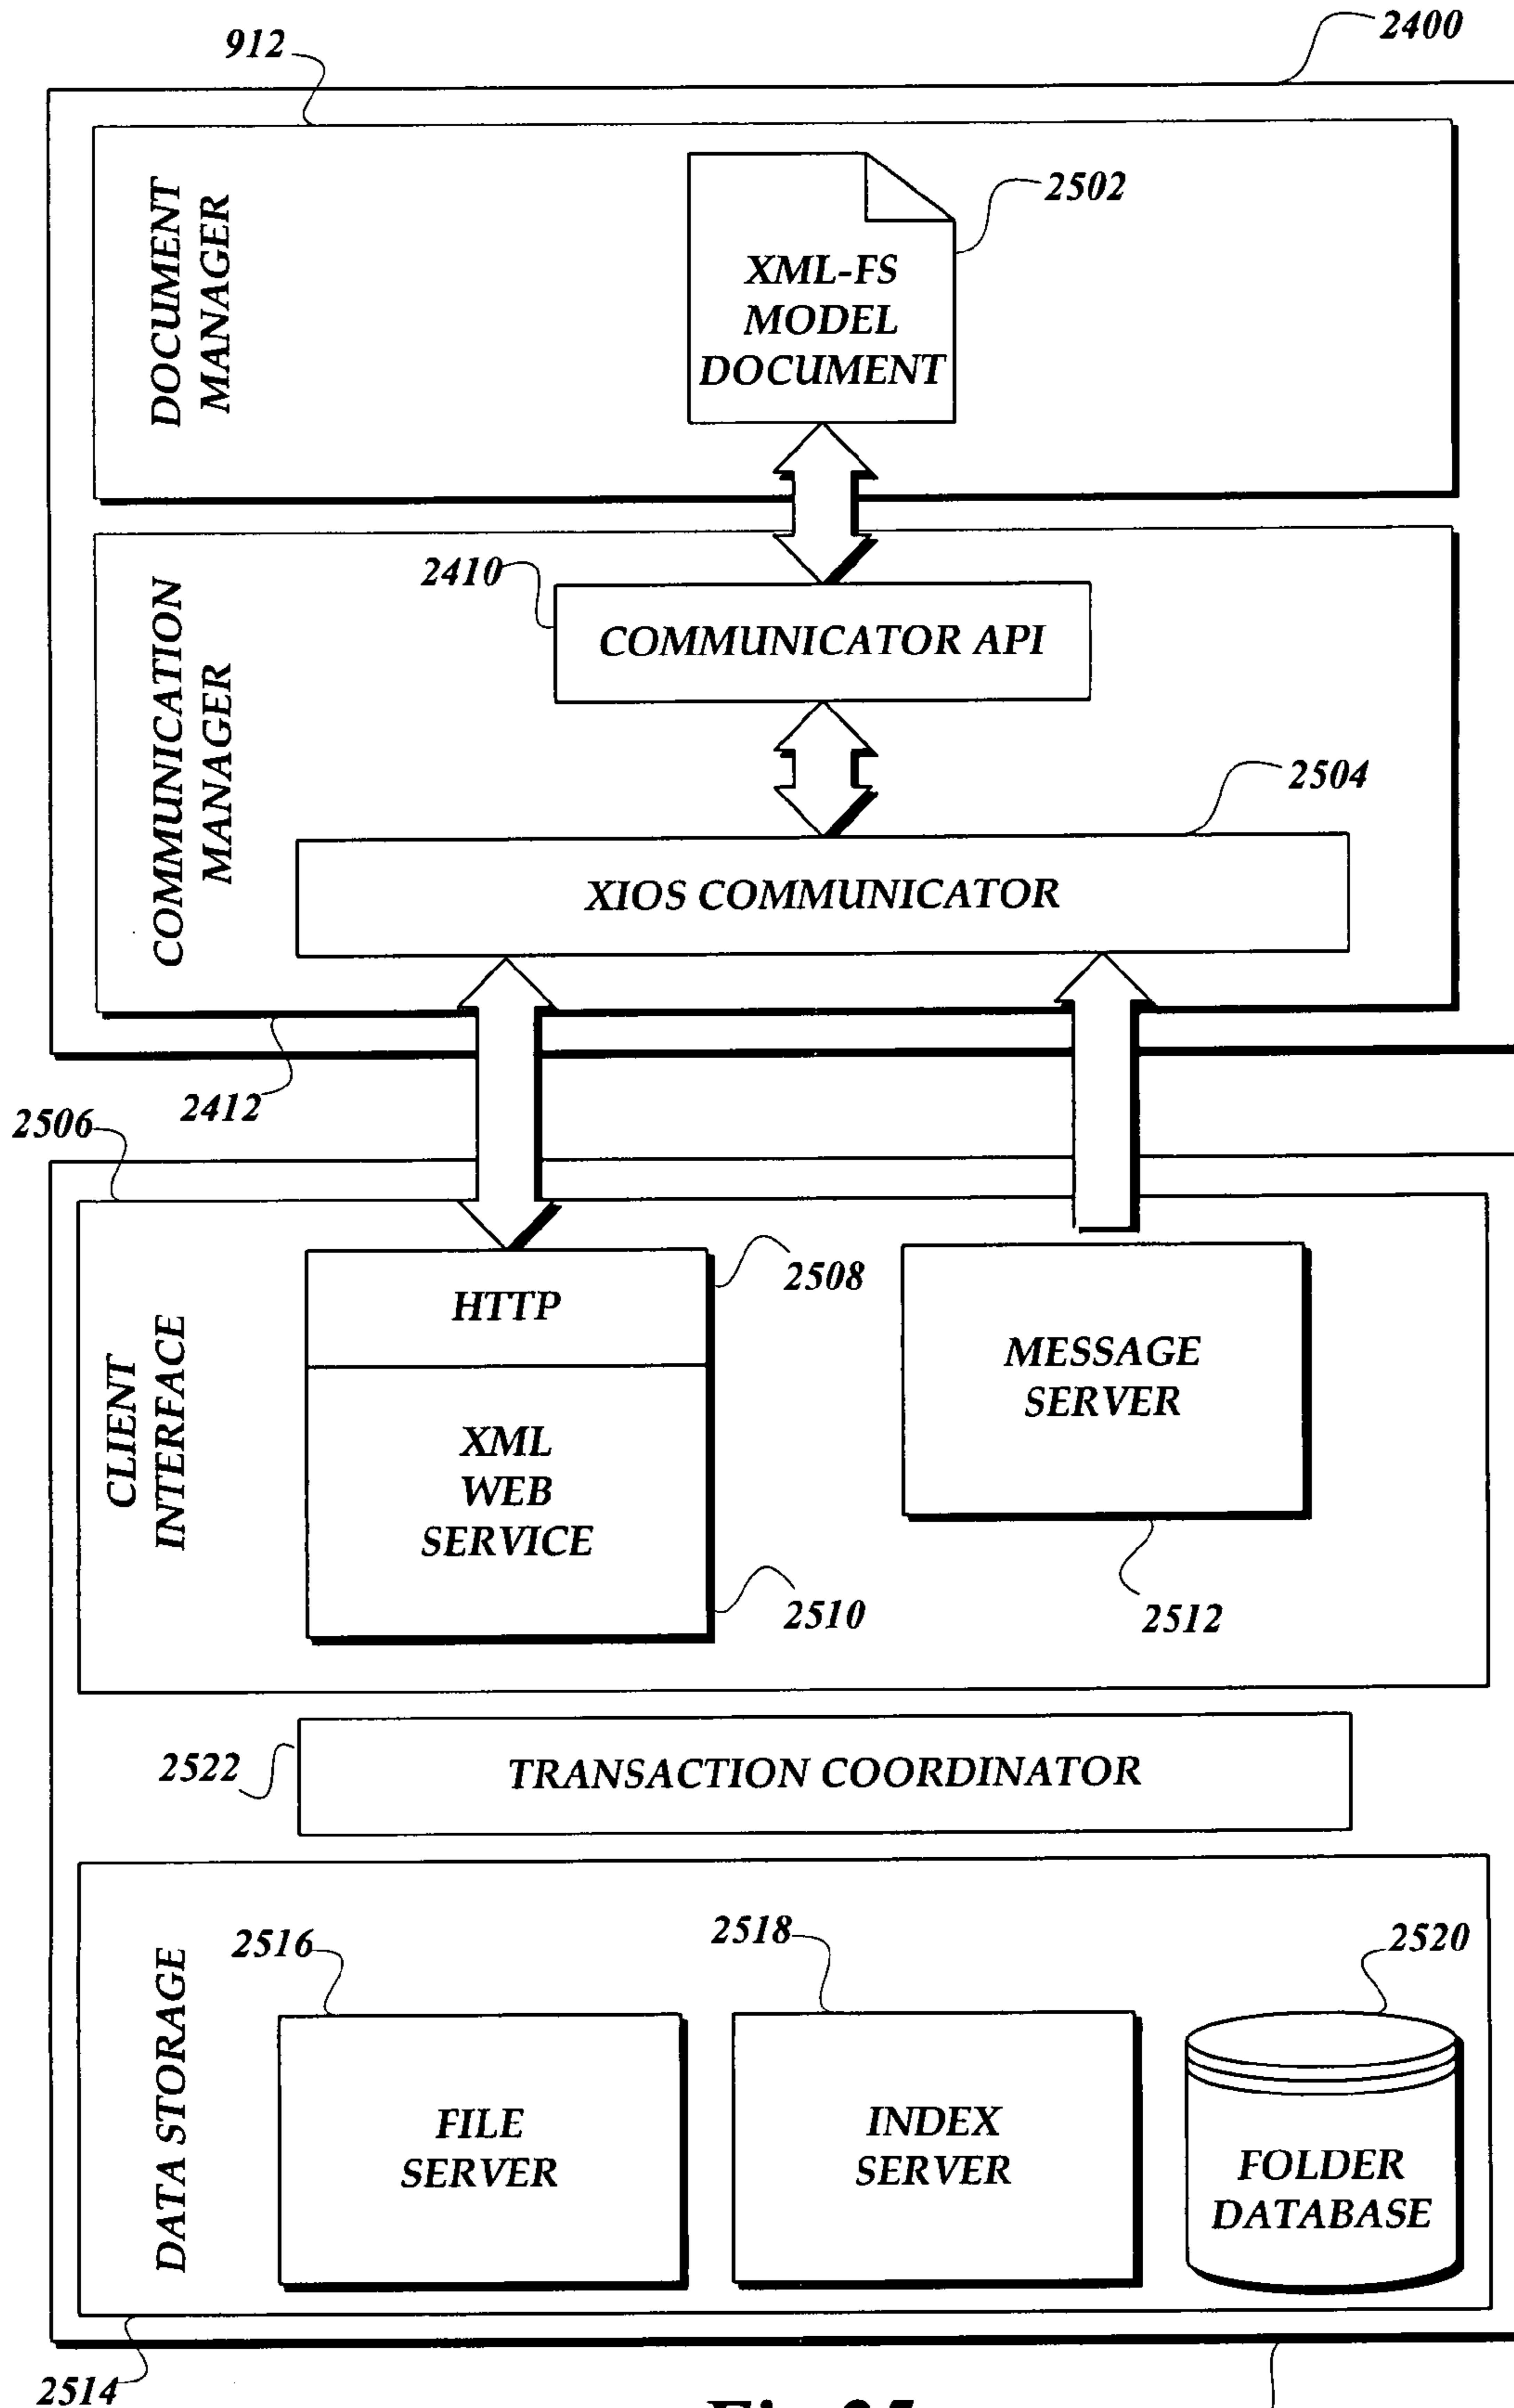 2400
912
DOCUMENT
MANAGER
2502
XML-FS
MODEL
DOCUMENT
COMMUNICATION
MANAGER
2410
COMMUNICATOR API
2504
XIOS COMMUNICATOR
2412
2506
CLIENT
INTERFACE
HTTP
2508
XML
WEB
SERVICE
2510
MESSAGE
SERVER
2512
2522
TRANSACTION COORDINATOR
DATA STORAGE
2516
FILE
SERVER
2518
INDEX
SERVER
2520
FOLDER
DATABASE
2514